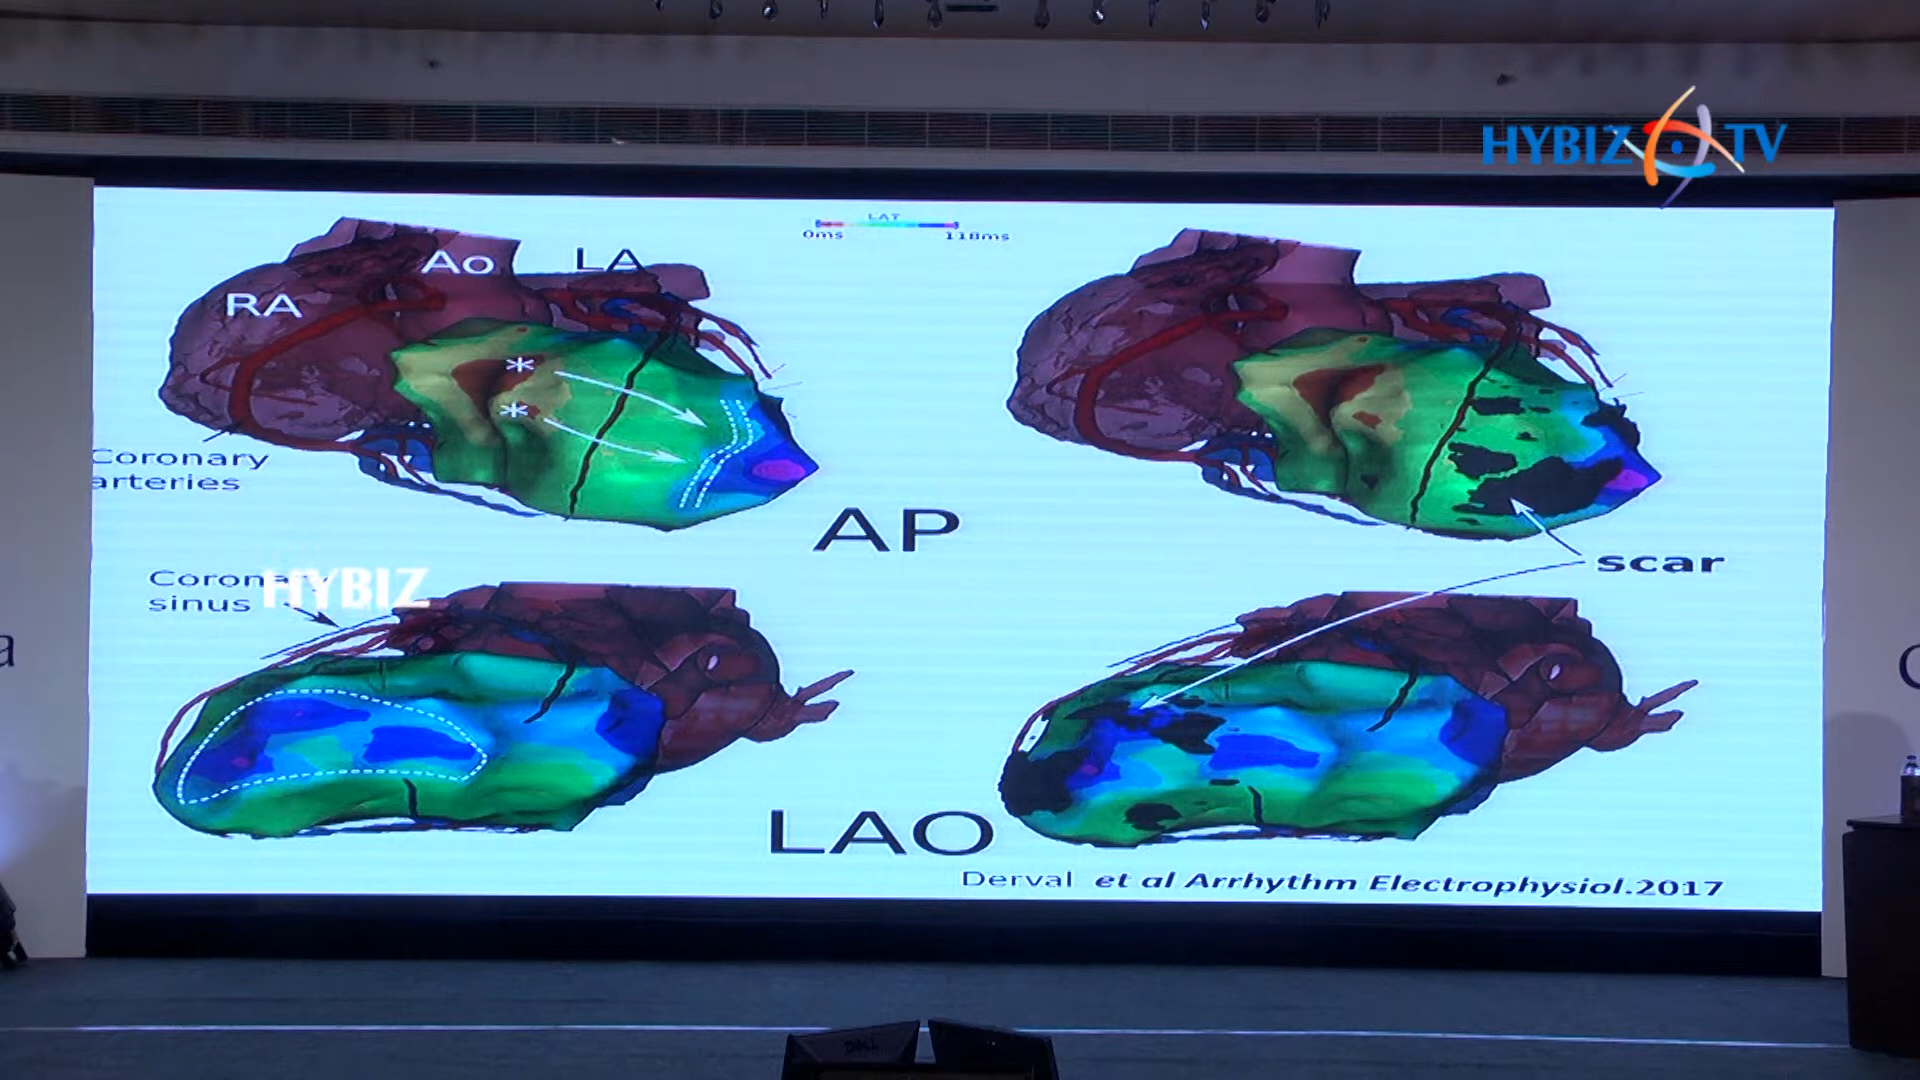 HYBIZ TV
LAT
0ms 118ms
Ao
LA
RA
*
*
Coronary
arteries
AP
scar
Coronary
sinus
HYBIZ
LAO
Derval et al Arrhythm Electrophysiol.2017
a
DELL